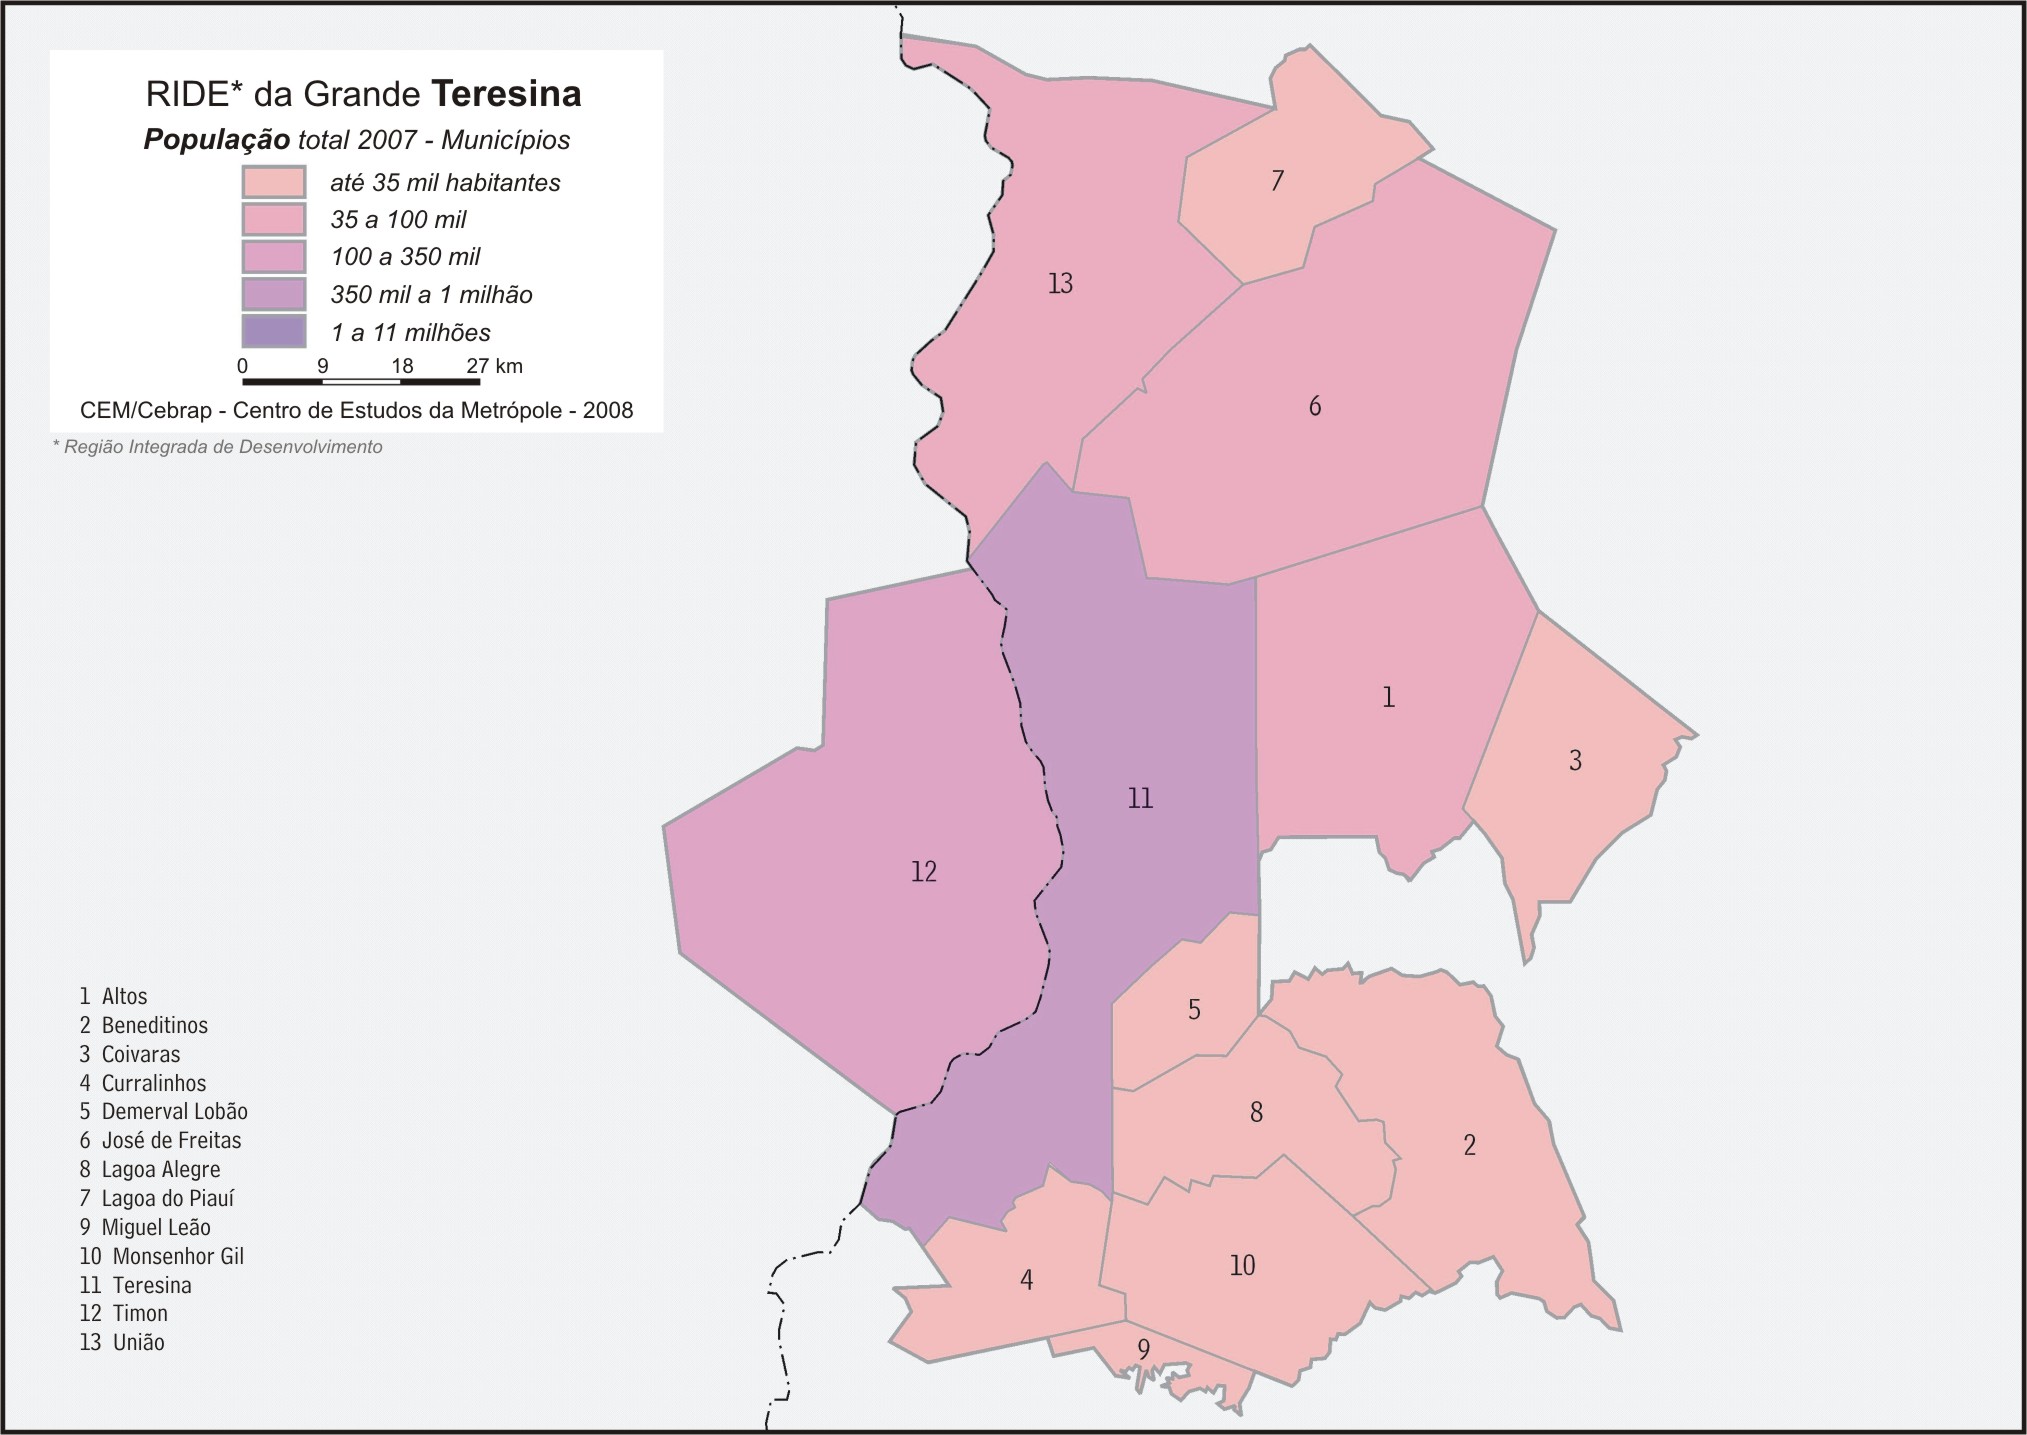 RIDE* da Grande Teresina
População total 2007 - Municípios
até 35 mil habitantes
35 a 100 mil
100 a 350 mil
350 mil a 1 milhão
1 a 11 milhões
0 9 18 27 km
CEM/Cebrap - Centro de Estudos da Metrópole - 2008
* Região Integrada de Desenvolvimento
7
13
6
1
3
11
12
5
8
2
10
4
9
1 Altos
2 Beneditinos
3 Coivaras
4 Curralinhos
5 Demerval Lobão
6 José de Freitas
8 Lagoa Alegre
7 Lagoa do Piauí
9 Miguel Leão
10 Monsenhor Gil
11 Teresina
12 Timon
13 União